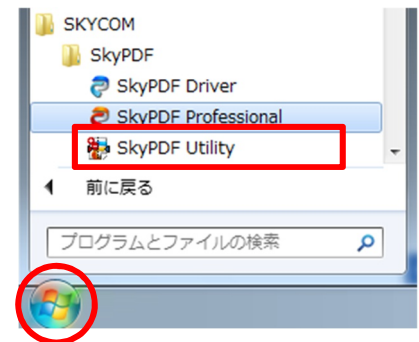 SKYCOM
SkyPDF
SkyPDF Driver
SkyPDF Professional
SkyPDF Utility
前に戻る
プログラムとファイルの検索